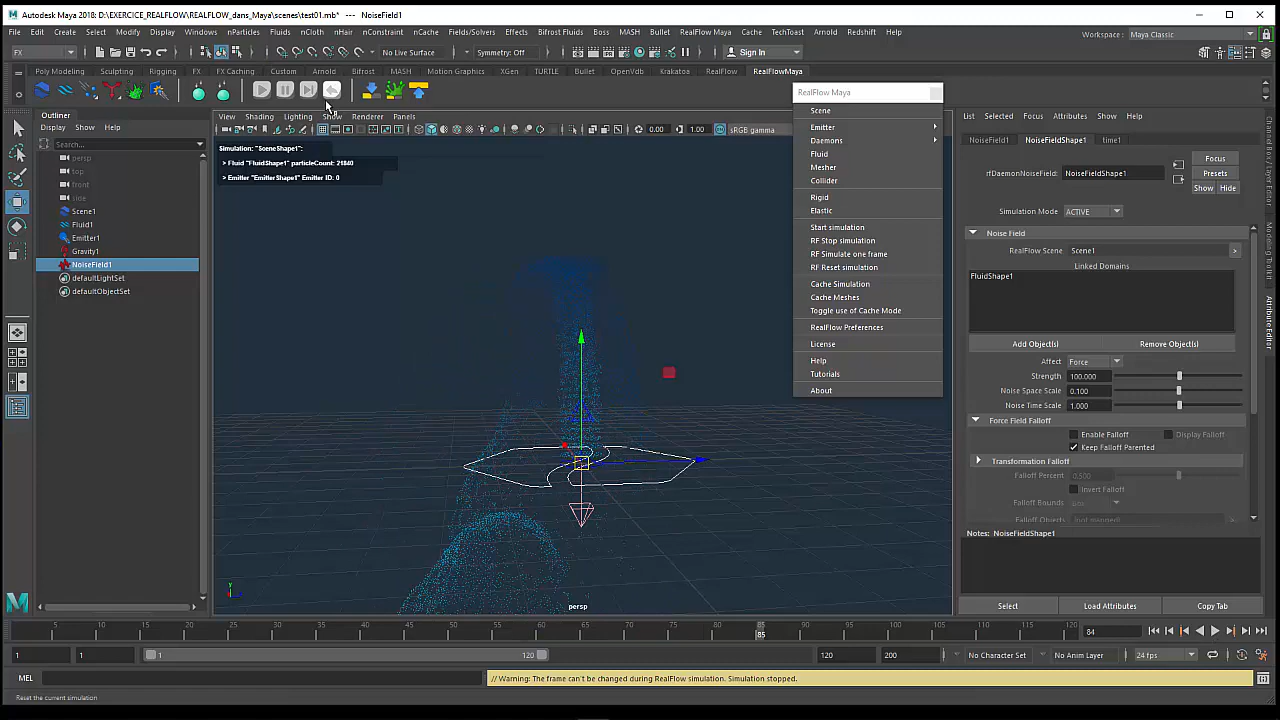 Autodesk Maya 2018: D:\EXERCICE_REALFLOW\REALFLOW_dans_Maya\scenes\test01.mb* --- NoiseField1
File Edit Create Select Modify Display Windows nParticles Fluids nCloth nHair nConstraint nCache Fields/Solvers Effects Bifrost Fluids Boss MASH Bullet RealFlow Maya Cache TechToon Arnold Redshift Help
Workspace: Maya Classic
FX
No Live Surface
Symmetry: Off
Sign In
Poly Modeling Sculpting Rigging FX FX Caching Custom Arnold Bifrost MASH Motion Graphics XGen TURTLE Bullet OpenVdb Krakatoa RealFlow RealFlowMaya
Outliner
Display Show Help
Search...
persp
top
front
side
Scene1
Fluid1
Emitter1
Gravity1
NoiseField1
defaultLightSet
defaultObjectSet
View Shading Lighting Show Renderer Panels
0.00 1.00 sRGB gamma
Simulation: "SceneShape1":
> Fluid "FluidShape1" particleCount: 21840
> Emitter "EmitterShape1" Emitter ID: 0
persp
RealFlow Maya
Scene
Emitter
Daemons
Fluid
Mesher
Collider
Rigid
Elastic
Start simulation
RF Stop simulation
RF Simulate one frame
RF Reset simulation
Cache Simulation
Cache Meshes
Toggle use of Cache Mode
RealFlow Preferences
License
Help
Tutorials
About
List Selected Focus Attributes Show Help
NoiseField1 NoiseFieldShape1 time1
Focus
rfDaemonNoiseField: NoiseFieldShape1
Presets
Show Hide
Simulation Mode ACTIVE
Noise Field
RealFlow Scene Scene1 >
Linked Domains
FluidShape1
Add Object(s) Remove Object(s)
Affect Force
Strength 100.000
Noise Space Scale 0.100
Noise Time Scale 1.000
Force Field Falloff
Enable Falloff Display Falloff
Keep Falloff Parented
Transformation Falloff
Falloff Percent 0.500
Invert Falloff
Falloff Bounds
Falloff Objects (not mapped)
Notes: NoiseFieldShape1
Select Load Attributes Copy Tab
Channel Box / Layer Editor
Attribute Editor
5 10 15 20 25 30 35 40 45 50 55 60 65 70 75 80 85 90 95 100 105 110 115 120
85
84
1 1 1 120 120 200 No Character Set No Anim Layer 24 fps
MEL
// Warning: The frame can't be changed during RealFlow simulation. Simulation stopped.
Reset the current simulation